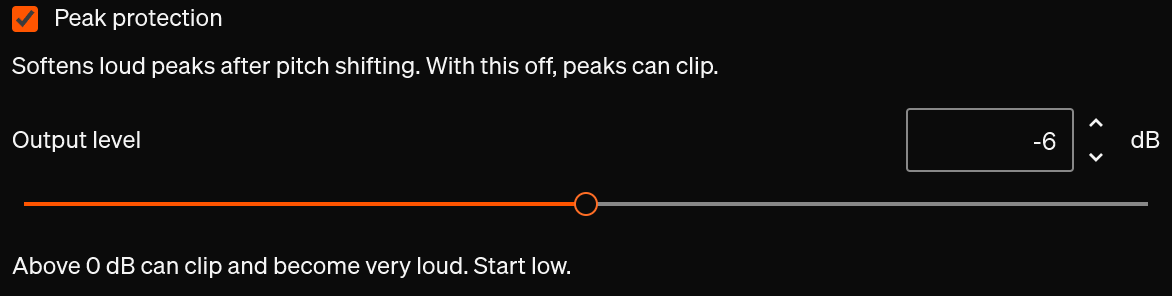 Peak protection
Softens loud peaks after pitch shifting. With this off, peaks can clip.
Output level
-6
dB
Above 0 dB can clip and become very loud. Start low.